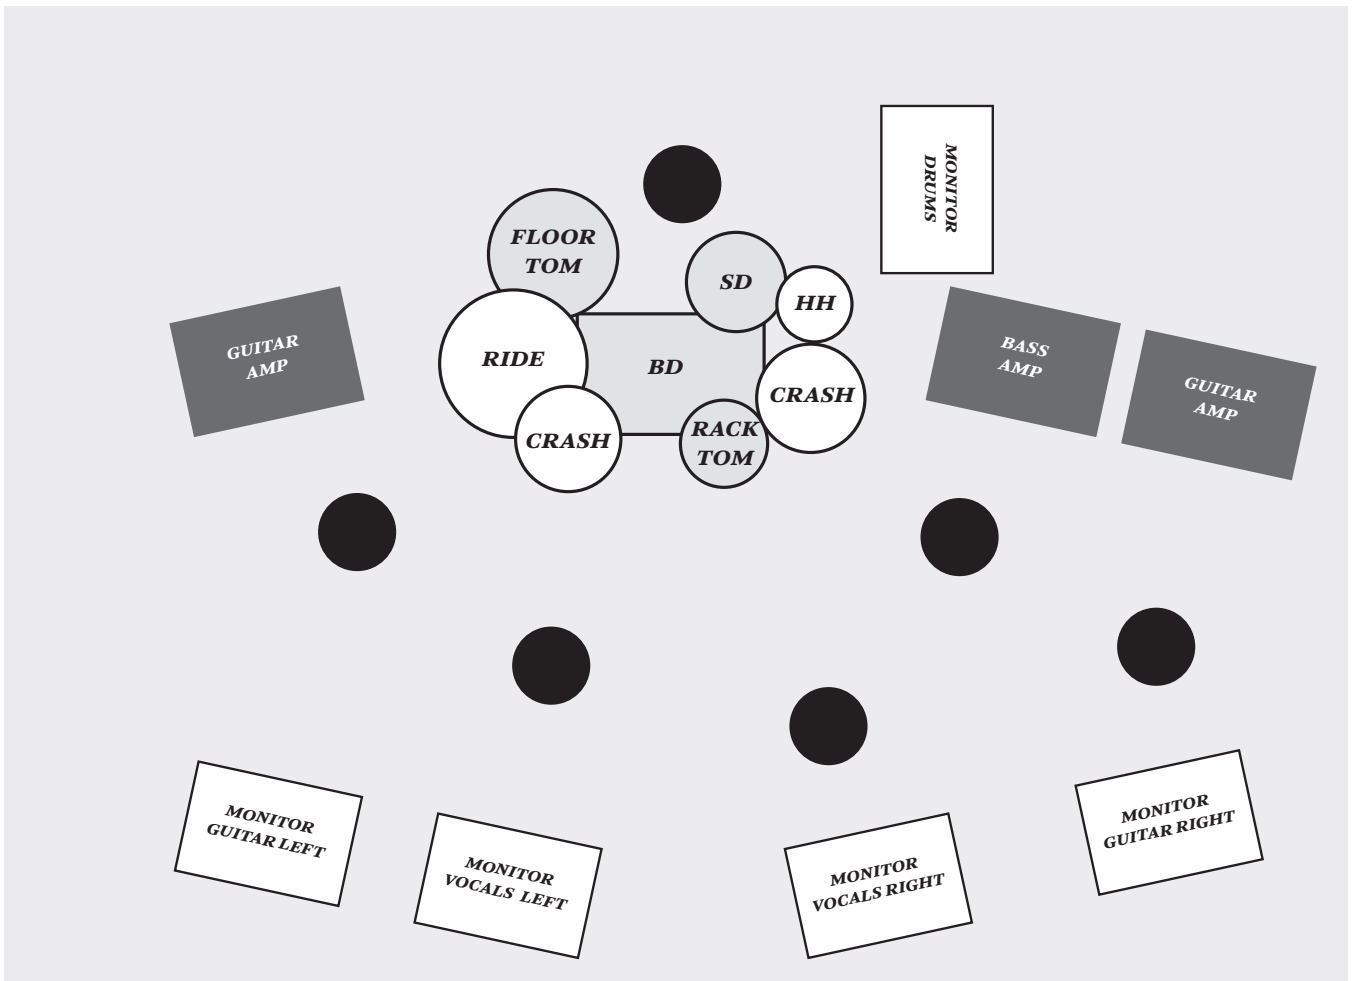 MONITOR
DRUMS
FLOOR
TOM
SD
HH
GUITAR
AMP
RIDE
BD
BASS
AMP
CRASH
GUITAR
AMP
CRASH
RACK
TOM
MONITOR
GUITAR LEFT
MONITOR
VOCALS LEFT
MONITOR
VOCALS RIGHT
MONITOR
GUITAR RIGHT